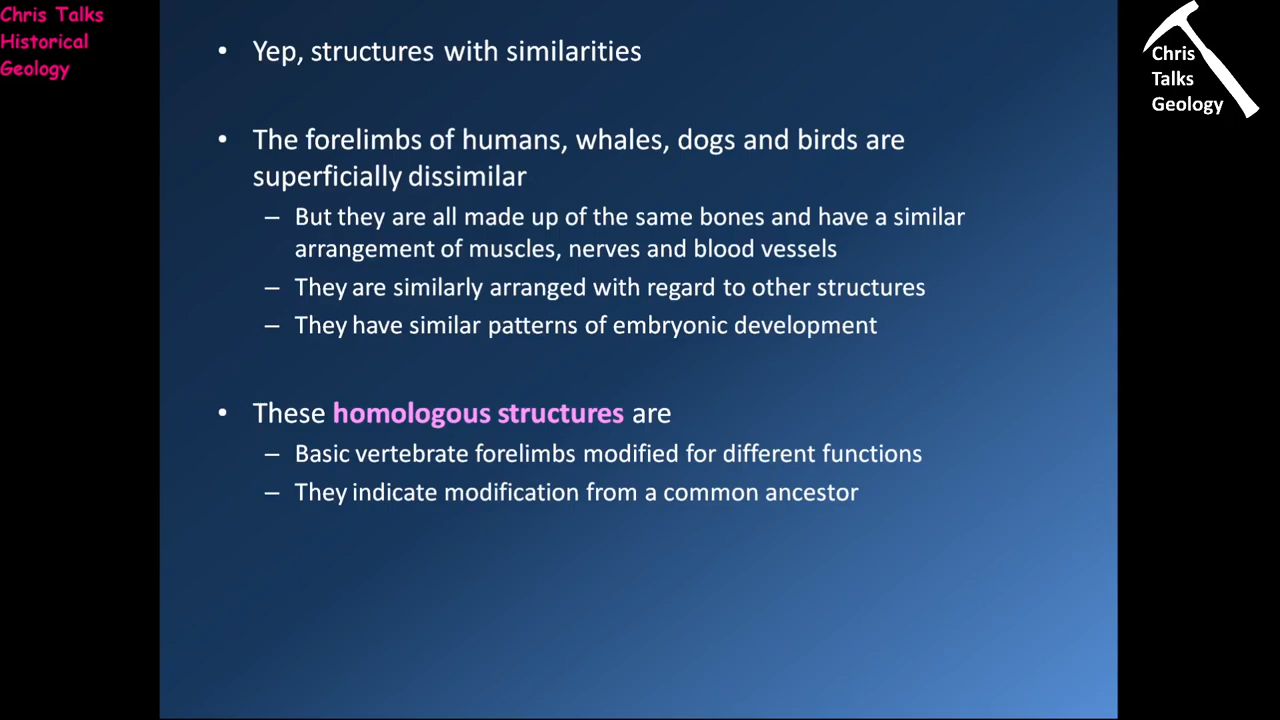 Chris Talks
Historical
Geology
Chris
Talks
Geology
• Yep, structures with similarities
• The forelimbs of humans, whales, dogs and birds are
superficially dissimilar
– But they are all made up of the same bones and have a similar
arrangement of muscles, nerves and blood vessels
– They are similarly arranged with regard to other structures
– They have similar patterns of embryonic development
• These homologous structures are
– Basic vertebrate forelimbs modified for different functions
– They indicate modification from a common ancestor